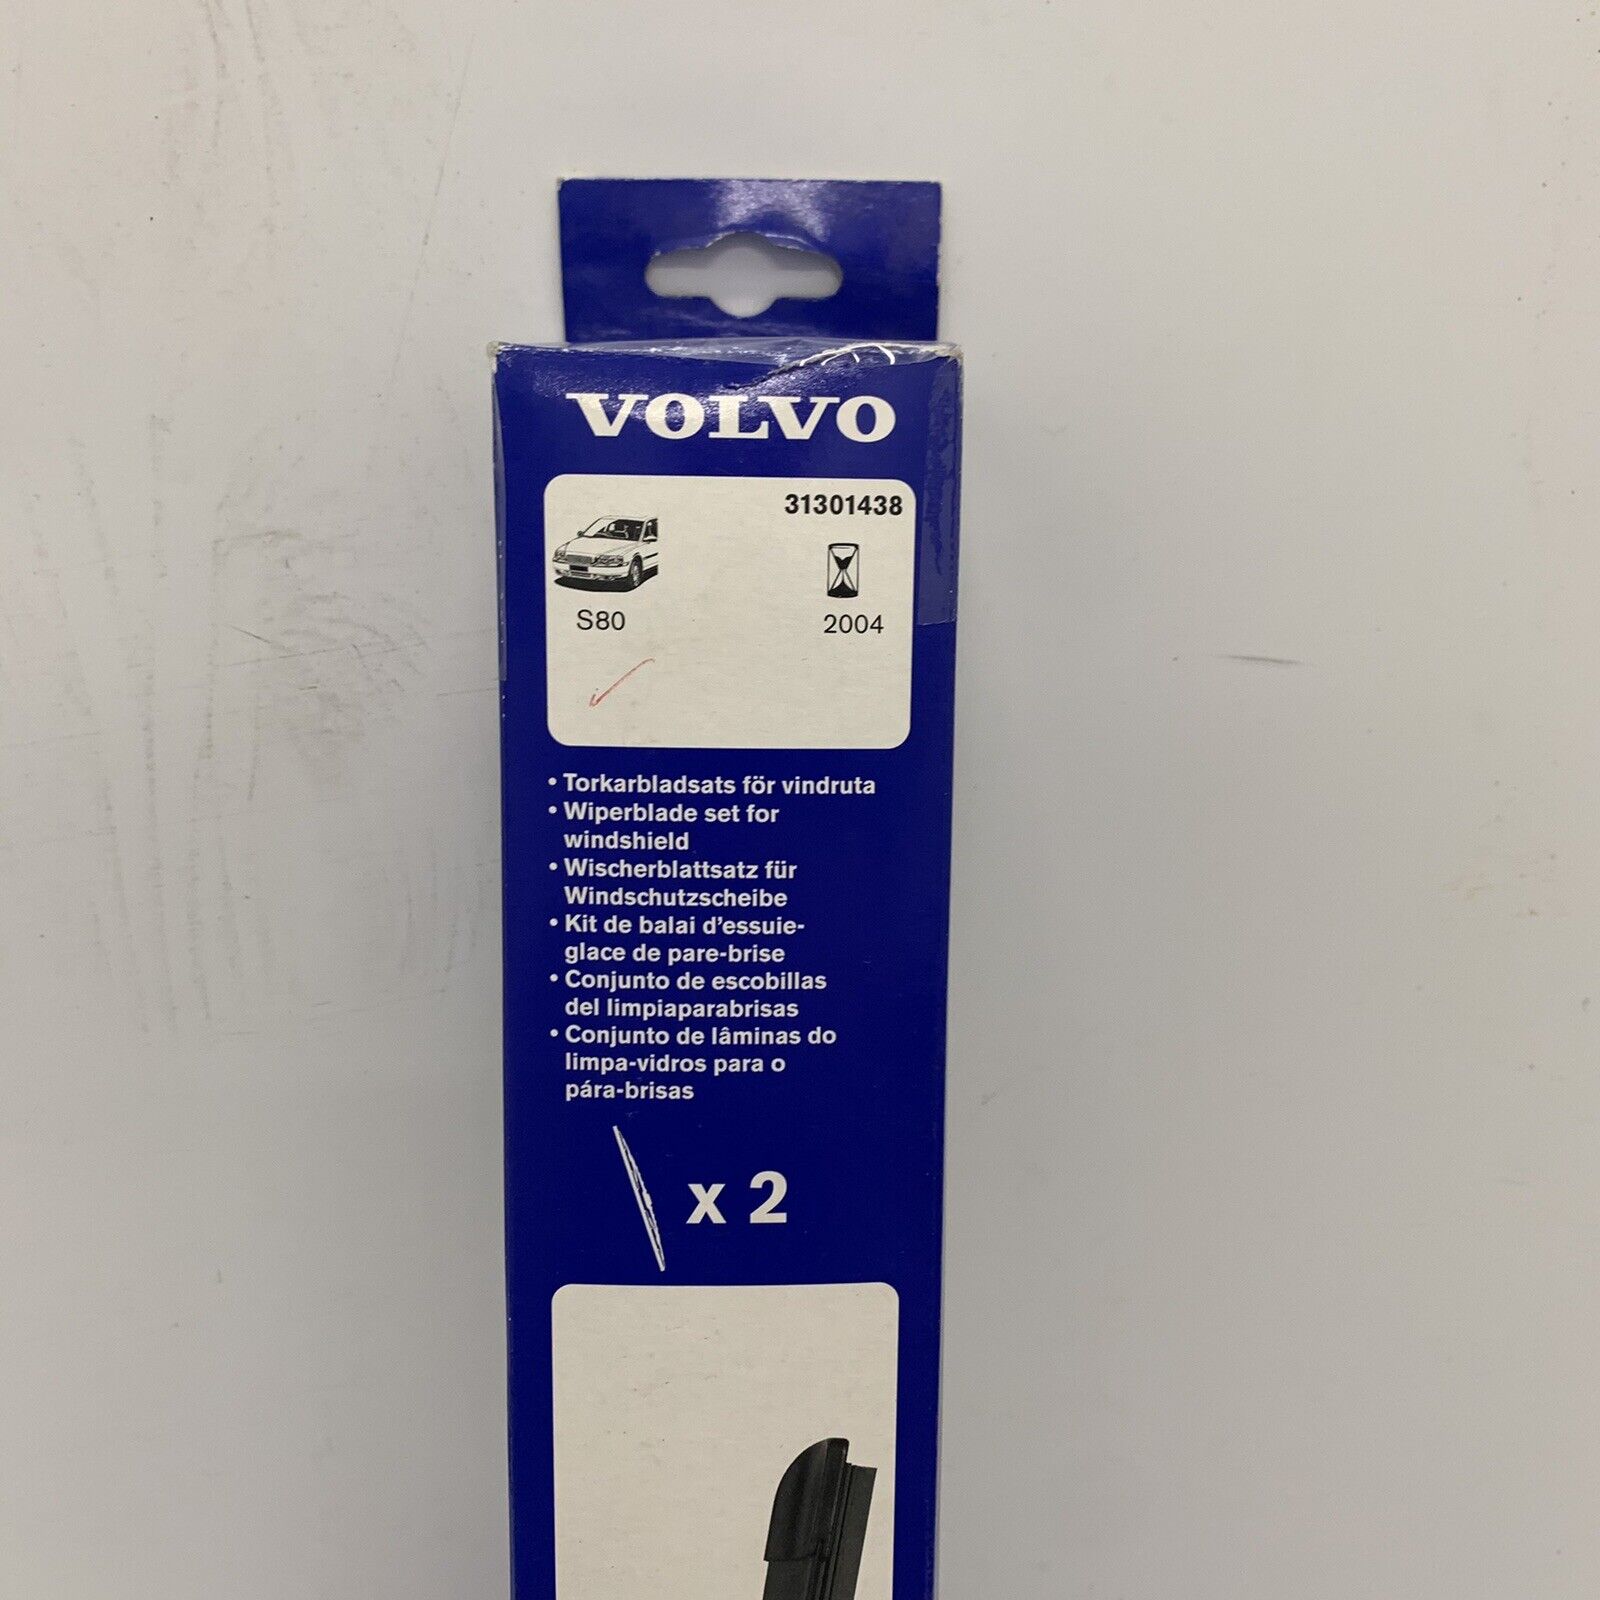 VOLVO
31301438
S80
2004
• Torkarbladsats för vindruta
• Wiperblade set for
windshield
• Wischerblattsatz für
Windschutzscheibe
• Kit de balai d'essuie-
glace de pare-brise
• Conjunto de escobillas
del limpiaparabrisas
• Conjunto de lâminas do
limpa-vidros para o
pára-brisas
x 2